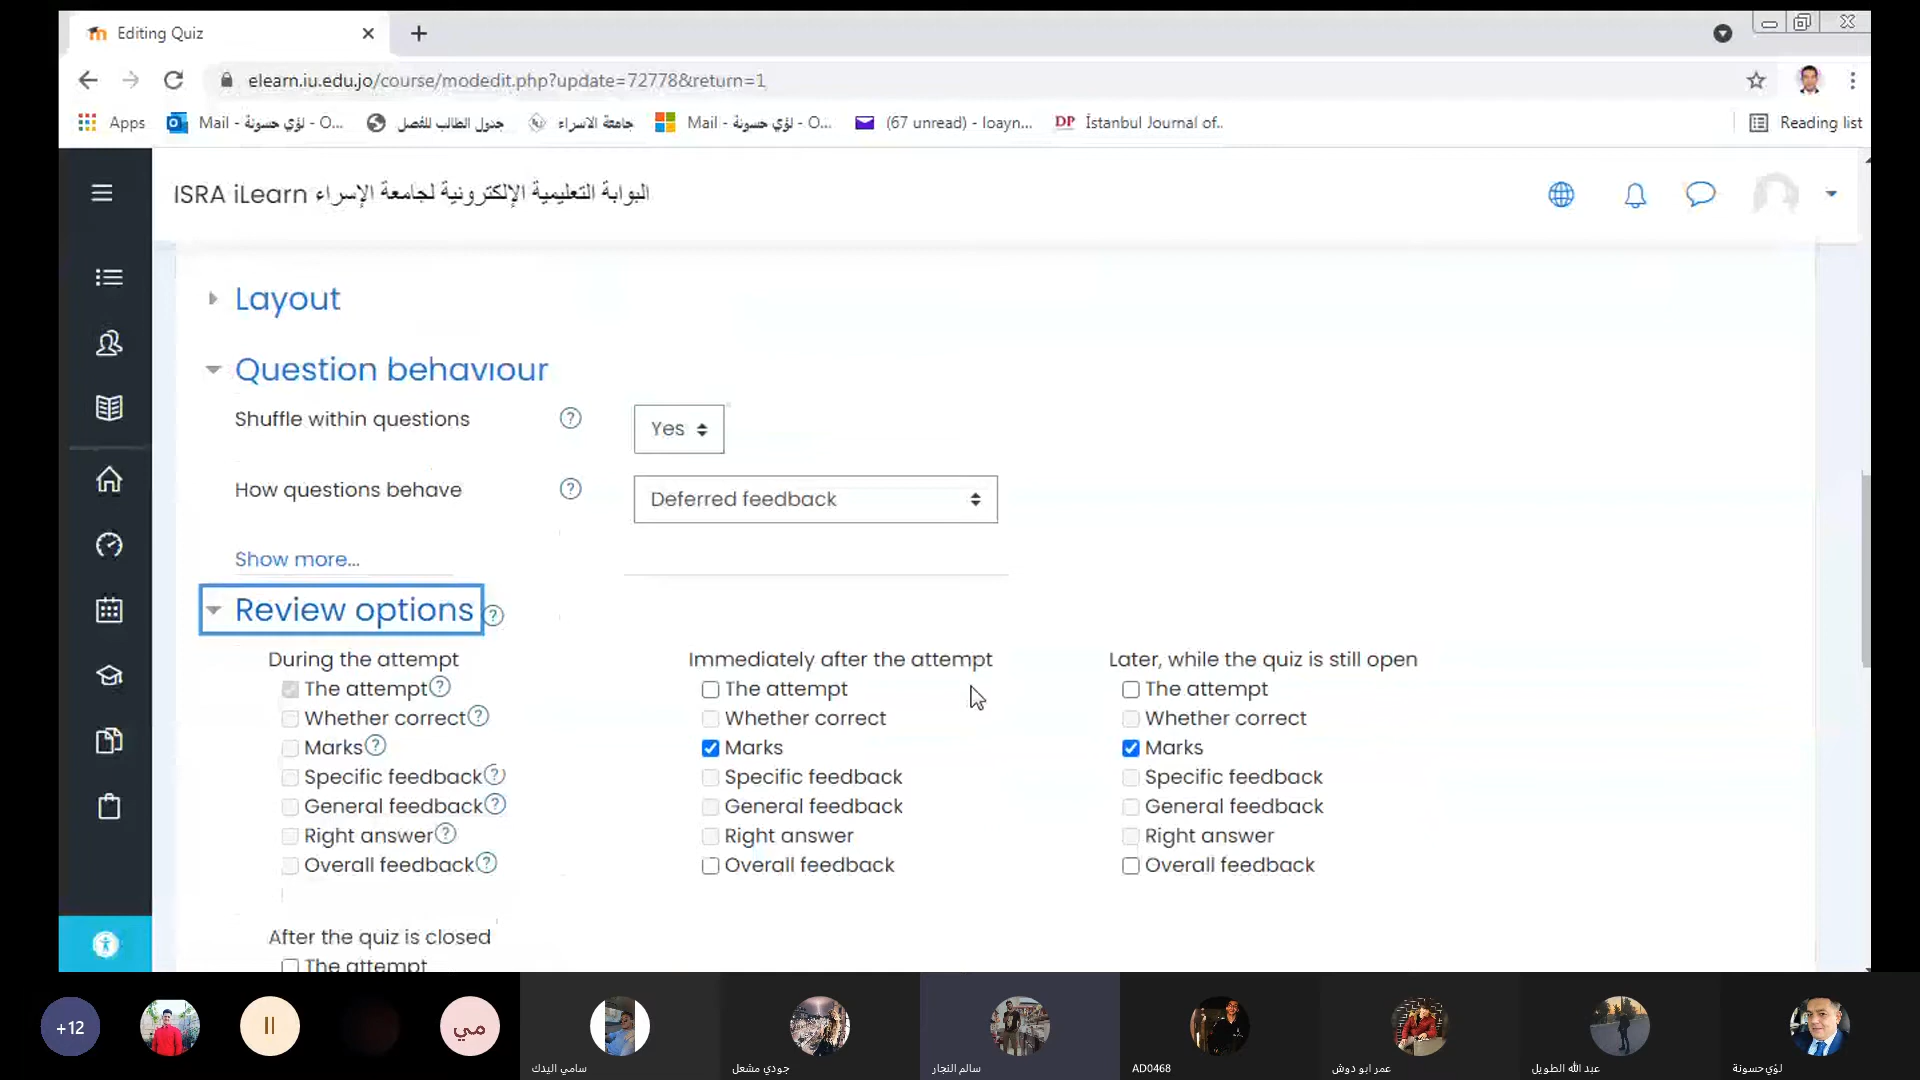 Editing Quiz
elearn.iu.edu.jo/course/modedit.php?update=72778&return=1
Apps
Mail - لؤي حسونة - O...
جدول الطالب للفصل
جامعة الاسراء
Mail - لؤي حسونة - O...
(67 unread) - loayn...
DP İstanbul Journal of..
Reading list
ISRA iLearn البوابة التعليمية الإلكترونية لجامعة الإسراء
Layout
Question behaviour
Shuffle within questions
Yes
How questions behave
Deferred feedback
Show more...
Review options
During the attempt
The attempt
Whether correct
Marks
Specific feedback
General feedback
Right answer
Overall feedback
Immediately after the attempt
The attempt
Whether correct
Marks
Specific feedback
General feedback
Right answer
Overall feedback
Later, while the quiz is still open
The attempt
Whether correct
Marks
Specific feedback
General feedback
Right answer
Overall feedback
After the quiz is closed
The attempt
+12
اا
مي
سامي اليدك
جودي مشعل
سالم النجار
AD0468
عمر ابو دوش
عبد الله الطويل
لؤي حسونة